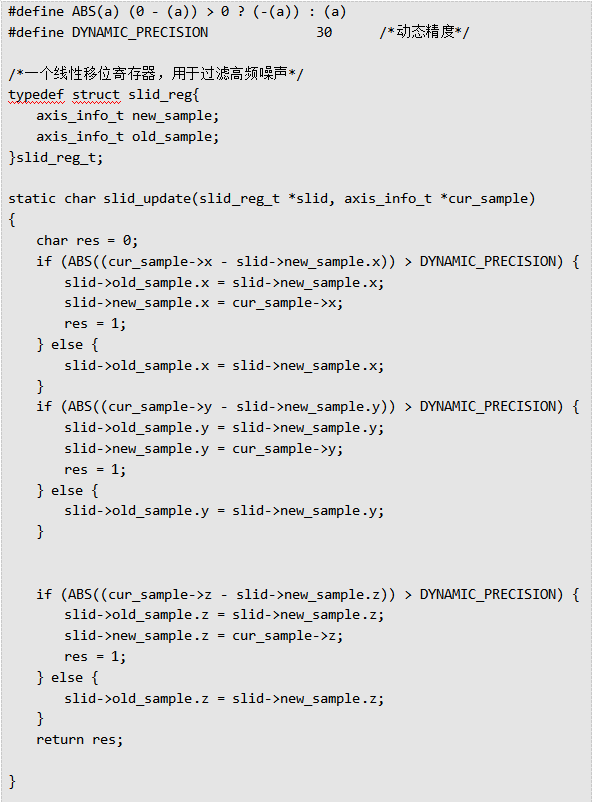 #define ABS(a) (0 - (a)) > 0 ? (-(a)) : (a)
#define DYNAMIC_PRECISION 30 /*动态精度*/
/*一个线性移位寄存器，用于过滤高频噪声*/
typedef struct slid_reg{
axis_info_t new_sample;
axis_info_t old_sample;
}slid_reg_t;
static char slid_update(slid_reg_t *slid, axis_info_t *cur_sample)
{
char res = 0;
if (ABS((cur_sample->x - slid->new_sample.x)) > DYNAMIC_PRECISION) {
slid->old_sample.x = slid->new_sample.x;
slid->new_sample.x = cur_sample->x;
res = 1;
} else {
slid->old_sample.x = slid->new_sample.x;
}
if (ABS((cur_sample->y - slid->new_sample.y)) > DYNAMIC_PRECISION) {
slid->old_sample.y = slid->new_sample.y;
slid->new_sample.y = cur_sample->y;
res = 1;
} else {
slid->old_sample.y = slid->new_sample.y;
}
if (ABS((cur_sample->z - slid->new_sample.z)) > DYNAMIC_PRECISION) {
slid->old_sample.z = slid->new_sample.z;
slid->new_sample.z = cur_sample->z;
res = 1;
} else {
slid->old_sample.z = slid->new_sample.z;
}
return res;
}